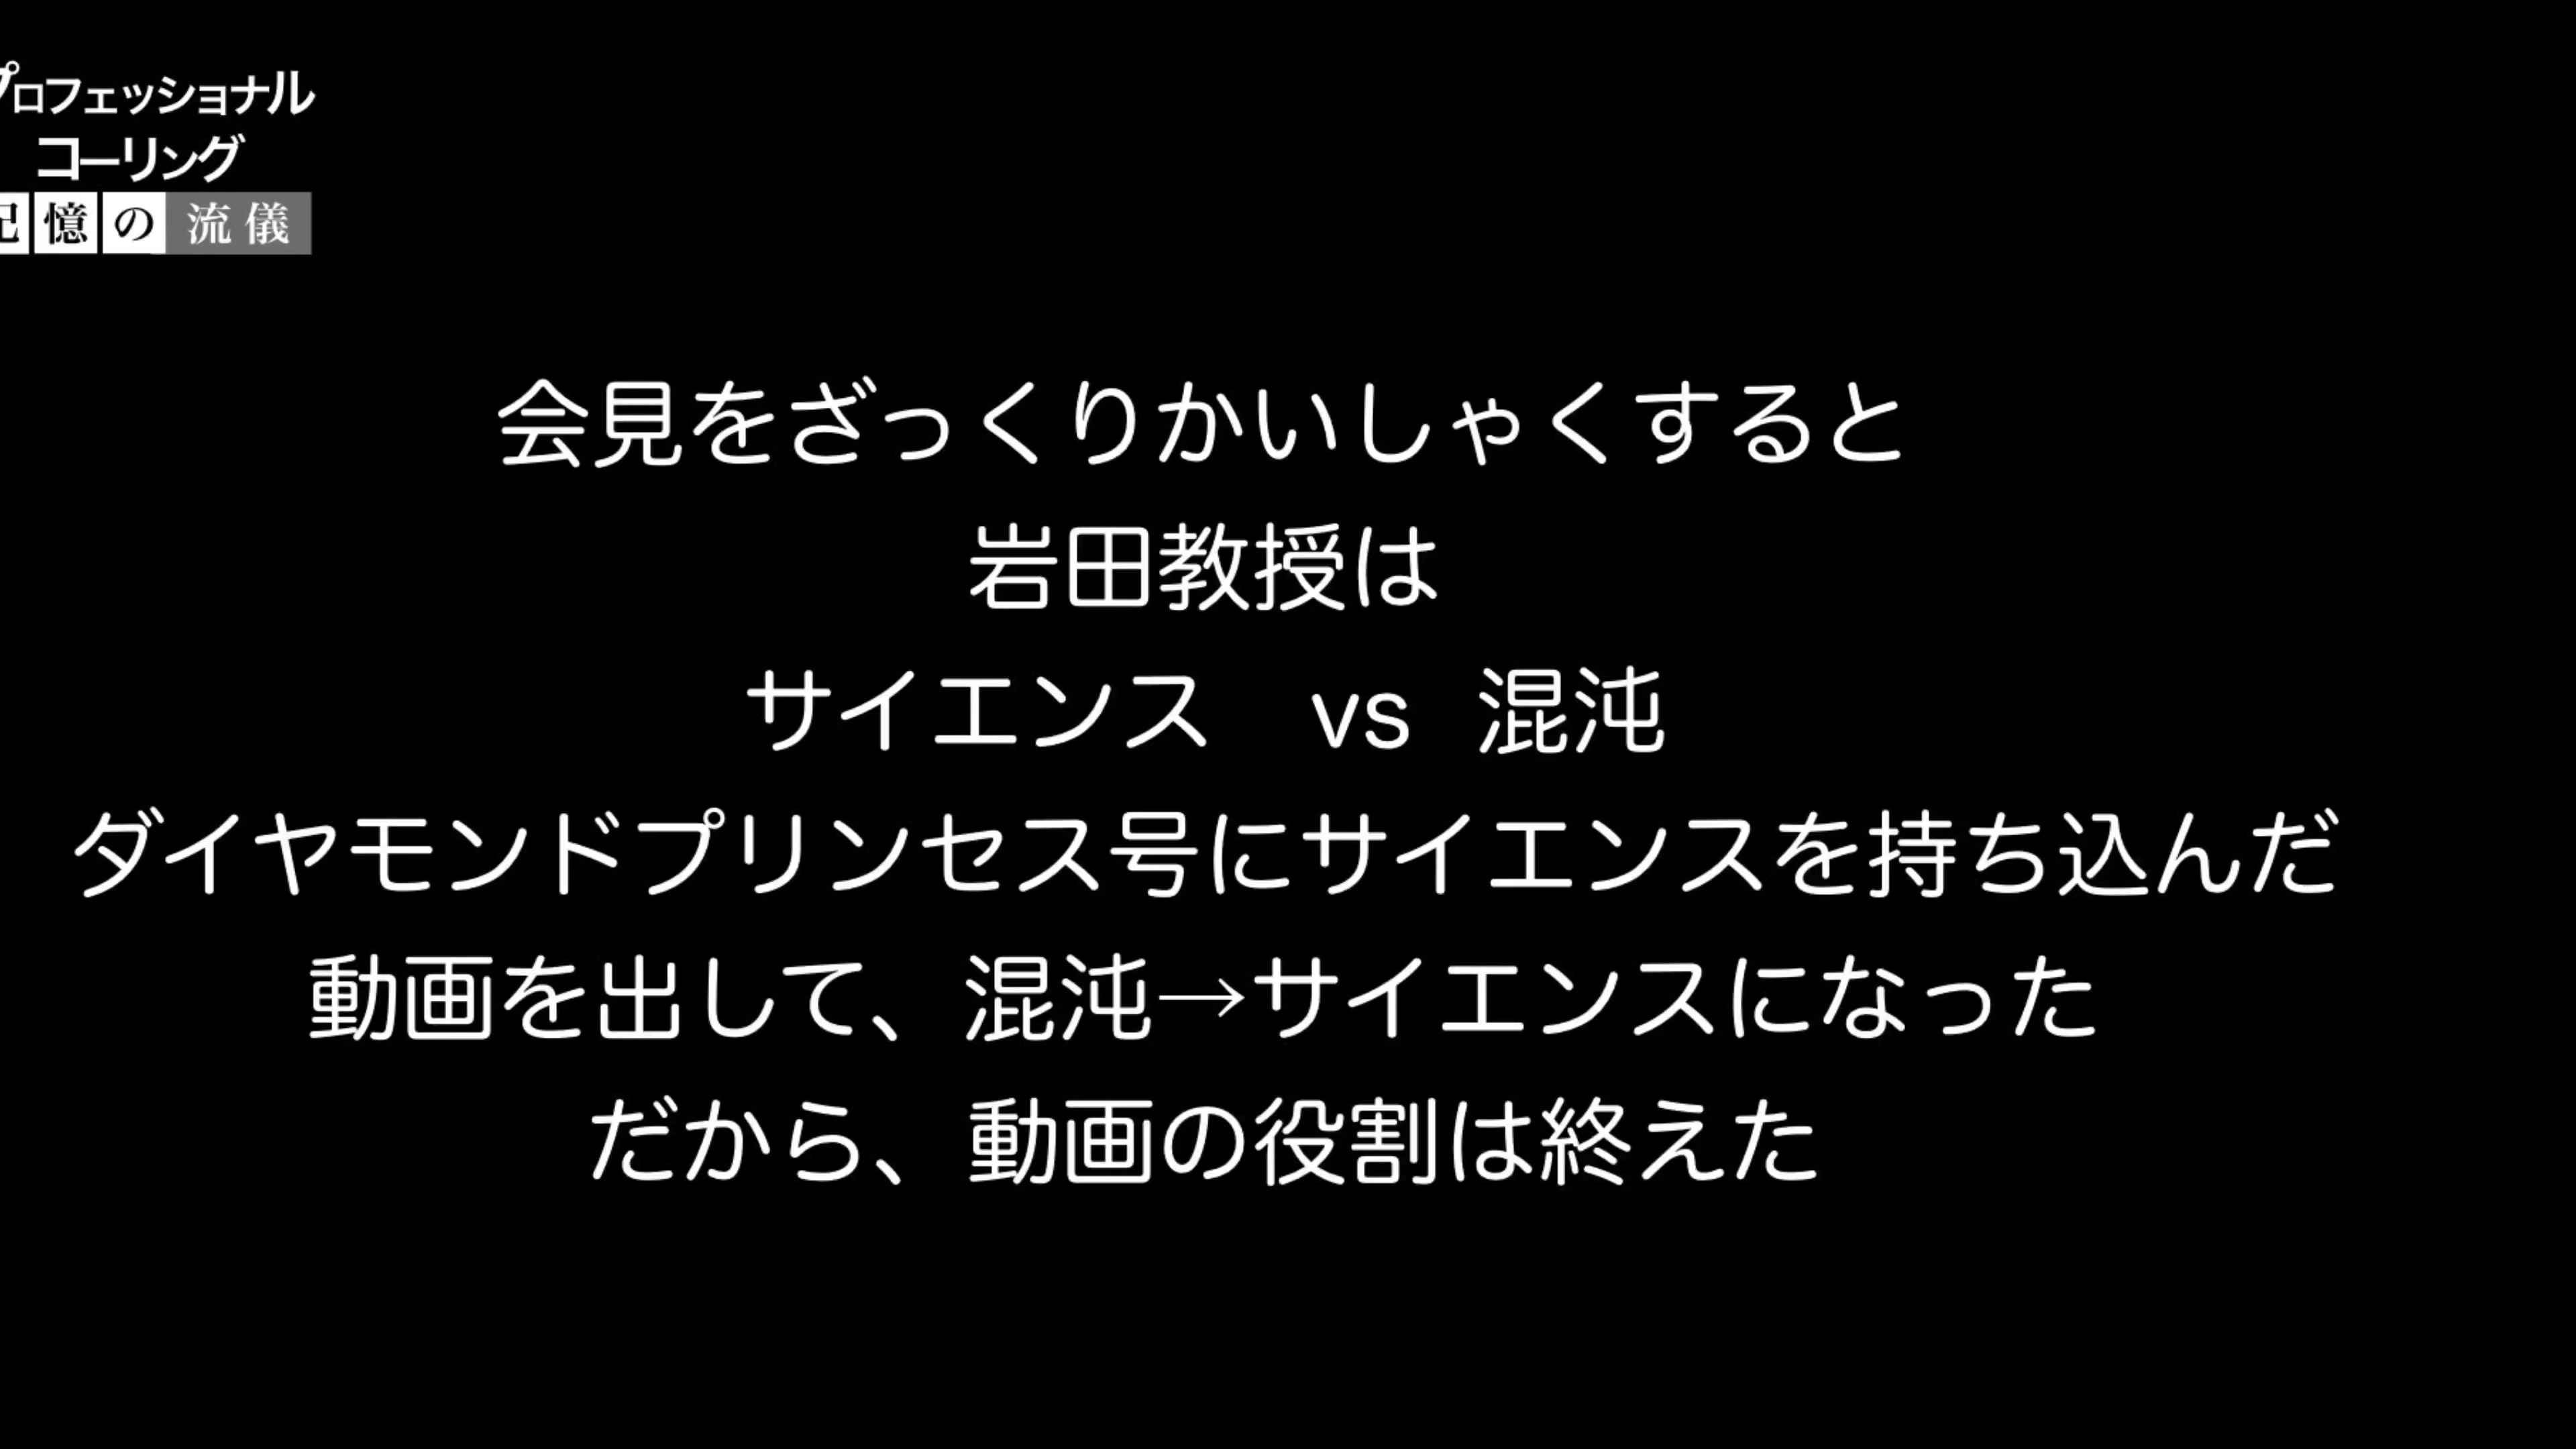 プロフェッショナル
コーリング
記憶の流儀
会見をざっくりかいしゃくすると
岩田教授は
サイエンス　vs 混沌
ダイヤモンドプリンセス号にサイエンスを持ち込んだ
動画を出して、混沌→サイエンスになった
だから、動画の役割は終えた